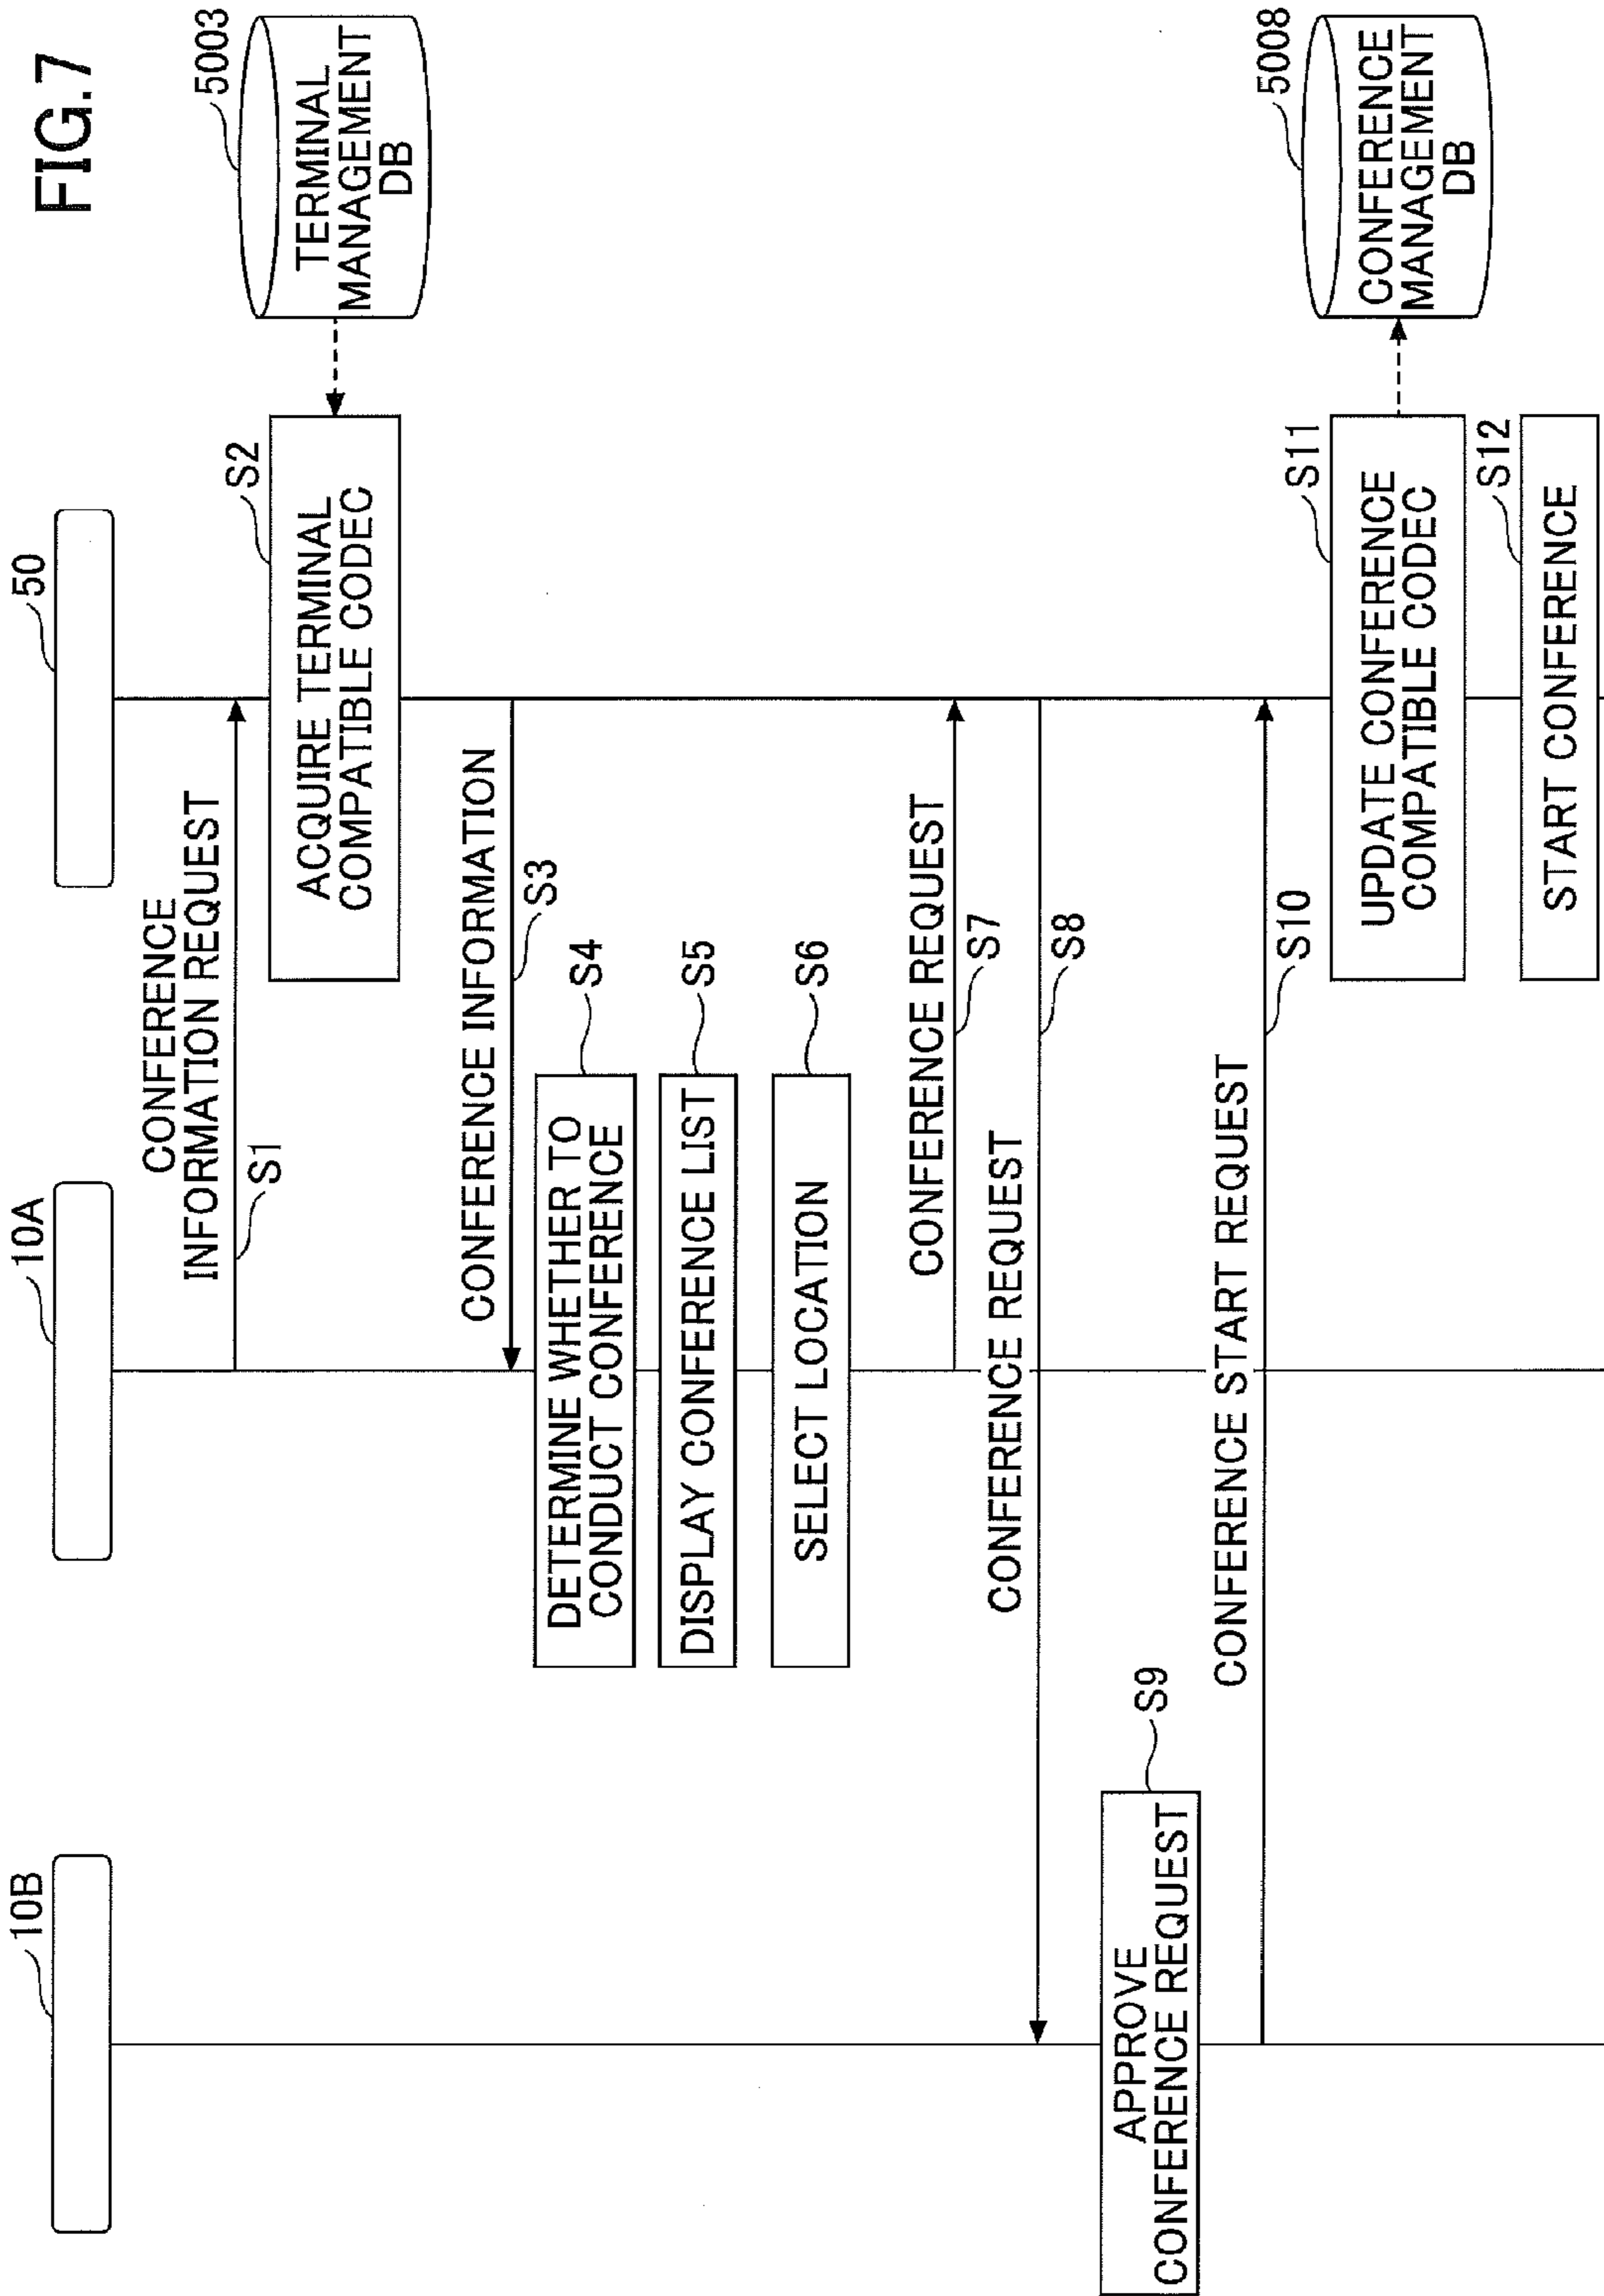 FIG.7
10B
10A
50
CONFERENCE
INFORMATION REQUEST
S1
S2
ACQUIRE TERMINAL
COMPATIBLE CODEC
5003
TERMINAL
MANAGEMENT
DB
CONFERENCE INFORMATION
S3
DETERMINE WHETHER TO
CONDUCT CONFERENCE
S4
DISPLAY CONFERENCE LIST
S5
SELECT LOCATION
S6
CONFERENCE REQUEST
S7
CONFERENCE REQUEST
S8
APPROVE
CONFERENCE REQUEST
S9
CONFERENCE START REQUEST
S10
UPDATE CONFERENCE
COMPATIBLE CODEC
S11
5008
CONFERENCE
MANAGEMENT
DB
START CONFERENCE
S12